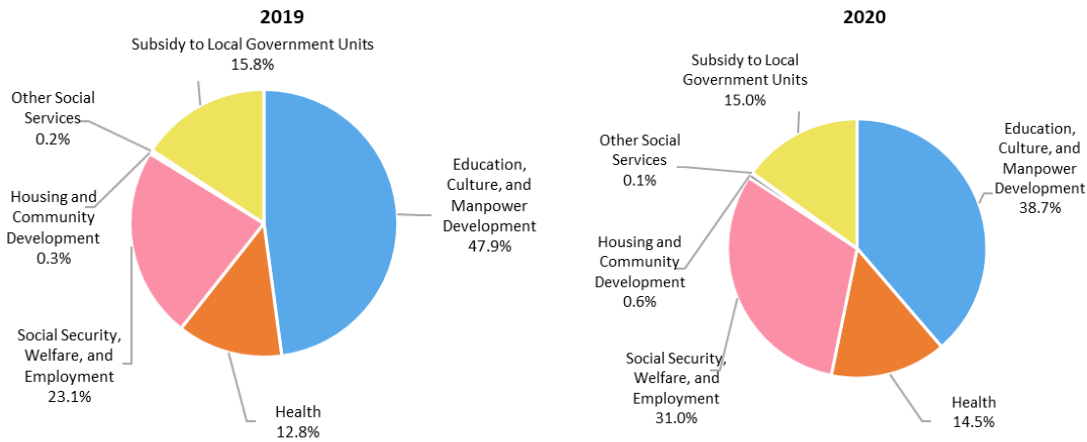 2019
Subsidy to Local Government Units
15.8%
Other Social
Services
0.2%
Housing and
Community
Development
0.3%
Social Security,
Welfare, and
Employment
23.1%
Health
12.8%
Education,
Culture, and
Manpower
Development
47.9%
2020
Subsidy to Local
Government Units
15.0%
Other Social
Services
0.1%
Housing and
Community
Development
0.6%
Social Security,
Welfare, and
Employment
31.0%
Health
14.5%
Education,
Culture, and
Manpower
Development
38.7%